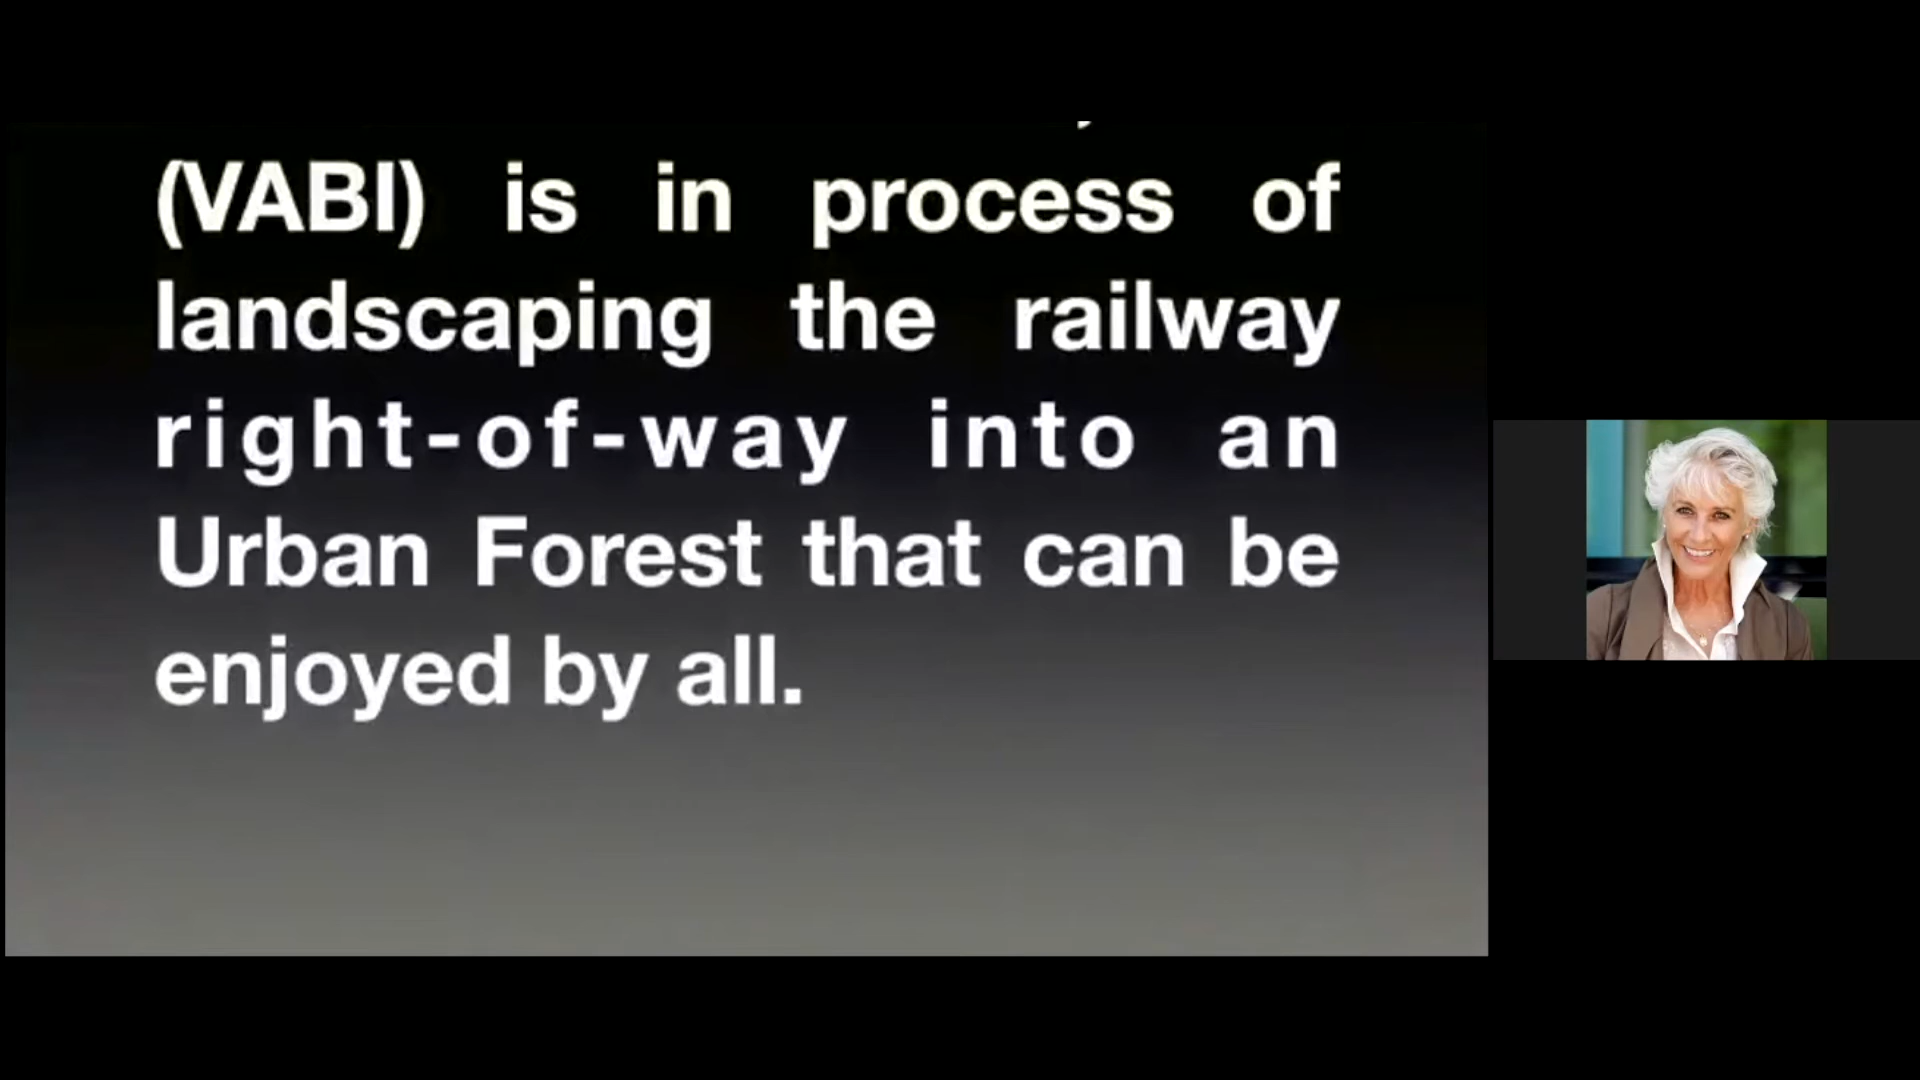 (VABI) is in process of
landscaping the railway
right-of-way into an
Urban Forest that can be
enjoyed by all.